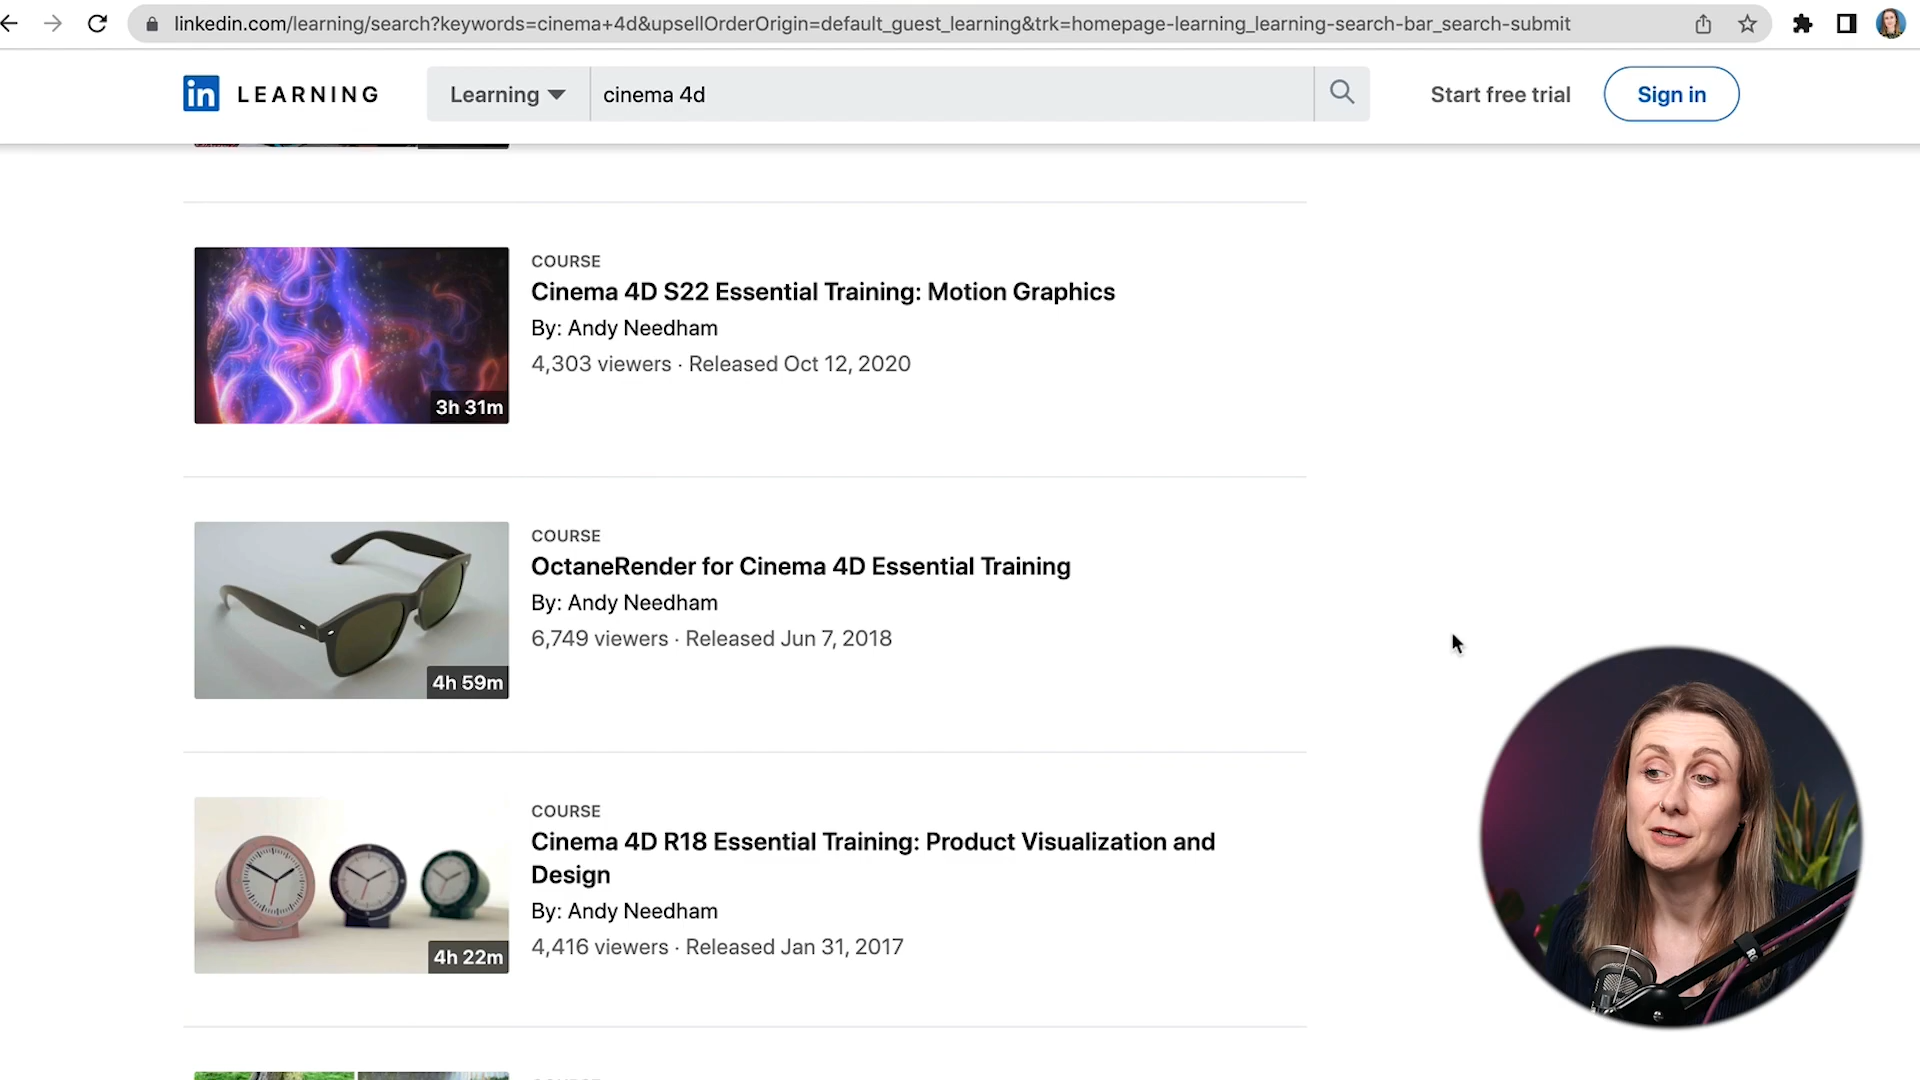 linkedin.com/learning/search?keywords=cinema+4d&upsellOrderOrigin=default_guest_learning&trk=homepage-learning_learning-search-bar_search-submit
in LEARNING
Learning
cinema 4d
Start free trial
Sign in
COURSE
Cinema 4D S22 Essential Training: Motion Graphics
By: Andy Needham
4,303 viewers · Released Oct 12, 2020
3h 31m
COURSE
OctaneRender for Cinema 4D Essential Training
By: Andy Needham
6,749 viewers · Released Jun 7, 2018
4h 59m
COURSE
Cinema 4D R18 Essential Training: Product Visualization and
Design
By: Andy Needham
4,416 viewers · Released Jan 31, 2017
4h 22m